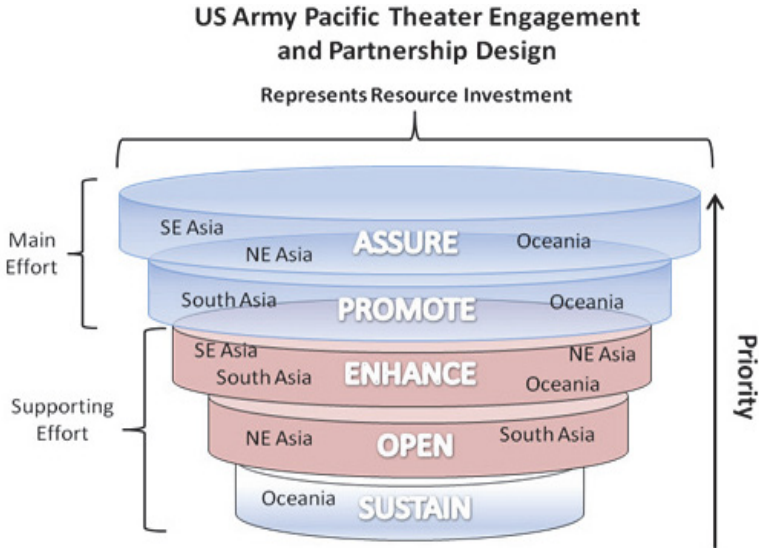 US Army Pacific Theater Engagement
and Partnership Design
Represents Resource Investment
Main
Effort
SE Asia
NE Asia
ASSURE
Oceania
South Asia
PROMOTE
Oceania
Supporting
Effort
SE Asia
South Asia
ENHANCE
NE Asia
Oceania
NE Asia
OPEN
South Asia
Oceania
SUSTAIN
Priority